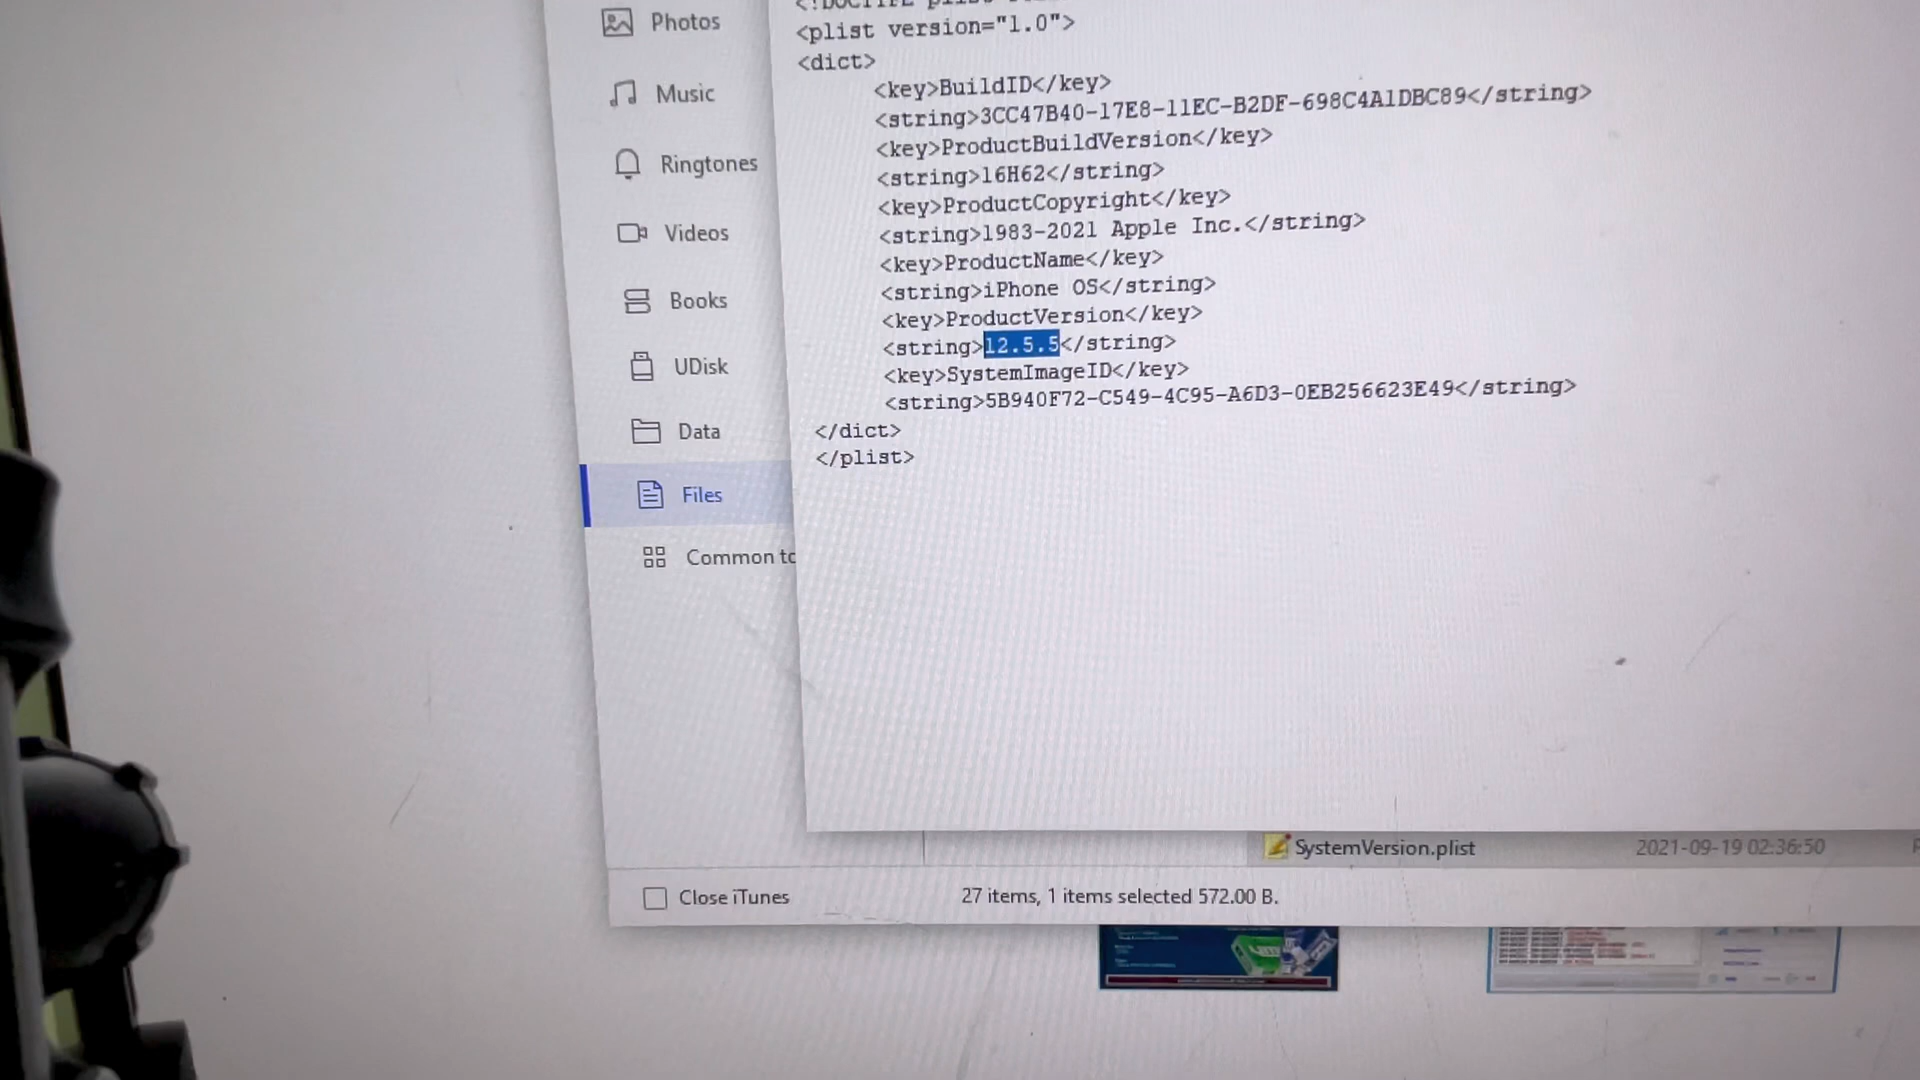 Photos
Music
Ringtones
Videos
Books
UDisk
Data
Files
Common to
<plist version="1.0">
<dict>
<key>BuildID</key>
<string>3CC47B40-17E8-11EC-B2DF-698C4A1DBC89</string>
<key>ProductBuildVersion</key>
<string>16H62</string>
<key>ProductCopyright</key>
<string>1983-2021 Apple Inc.</string>
<key>ProductName</key>
<string>iPhone OS</string>
<key>ProductVersion</key>
<string>12.5.5</string>
<key>SystemImageID</key>
<string>5B940F72-C549-4C95-A6D3-0EB256623E49</string>
</dict>
</plist>
SystemVersion.plist 2021-09-19 02:36:50
Close iTunes 27 items, 1 items selected 572.00 B.